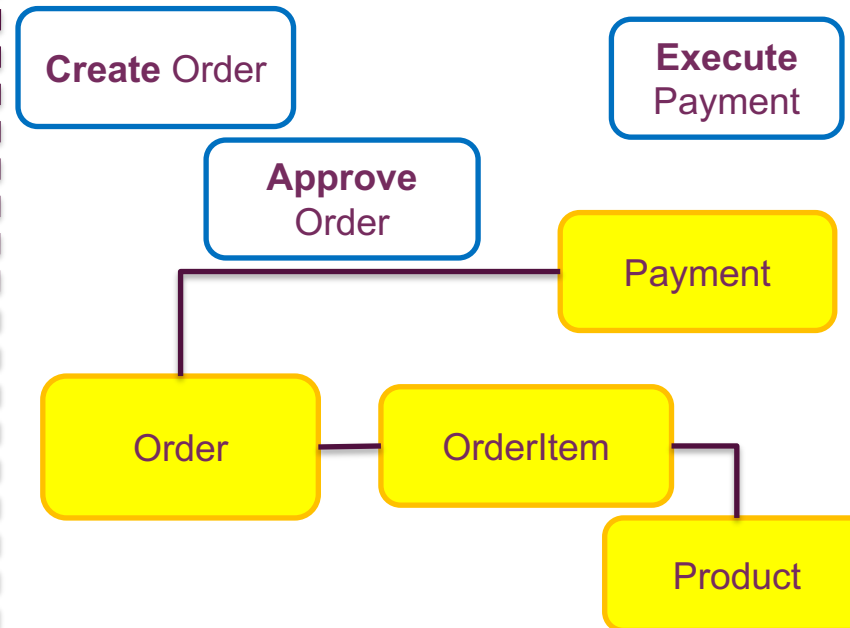 Create Order
Execute
Payment
Approve
Order
Payment
Order
OrderItem
Product